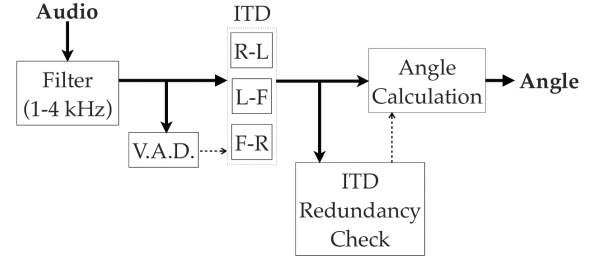 Audio
ITD
Filter
(1-4 kHz)
V.A.D.
R-L
L-F
F-R
Angle
Calculation
Angle
ITD
Redundancy
Check